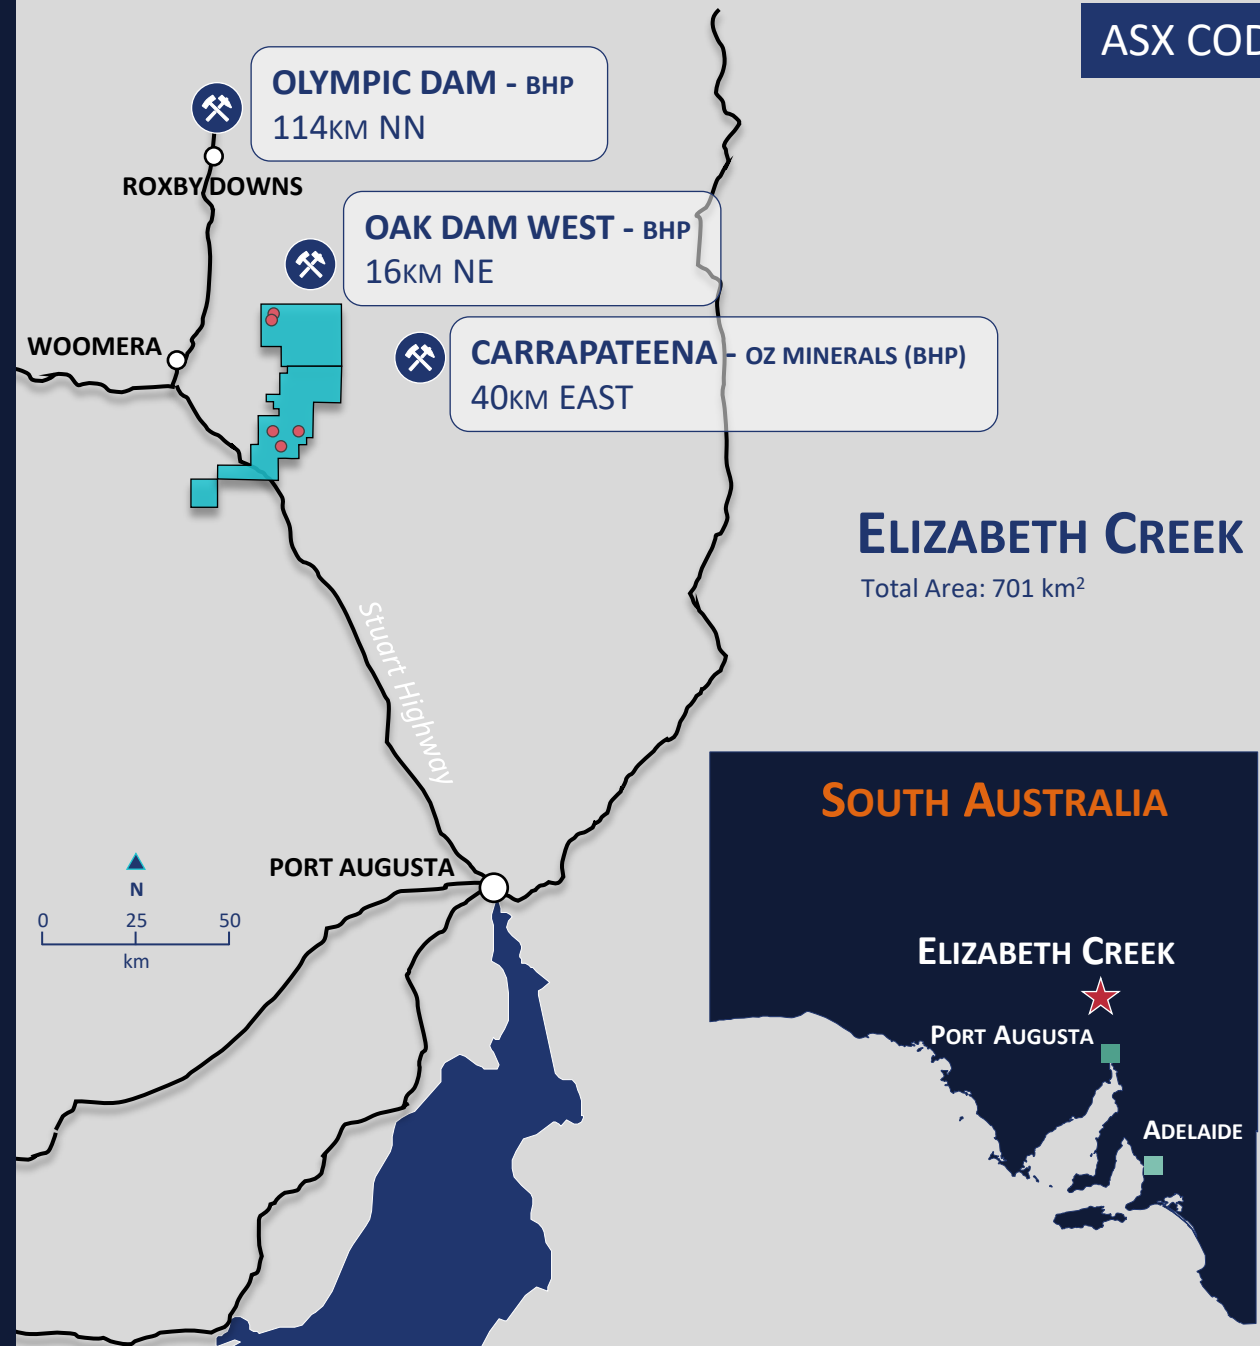 ASX COD
OLYMPIC DAM - BHP
114KM NN
ROXBY DOWNS
OAK DAM WEST - BHP
16KM NE
WOOMERA
CARRAPATEENA - OZ MINERALS (BHP)
40KM EAST
ELIZABETH CREEK
Total Area: 701 km²
Stuart Highway
SOUTH AUSTRALIA
PORT AUGUSTA
N
0 25 50
km
ELIZABETH CREEK
PORT AUGUSTA
ADELAIDE